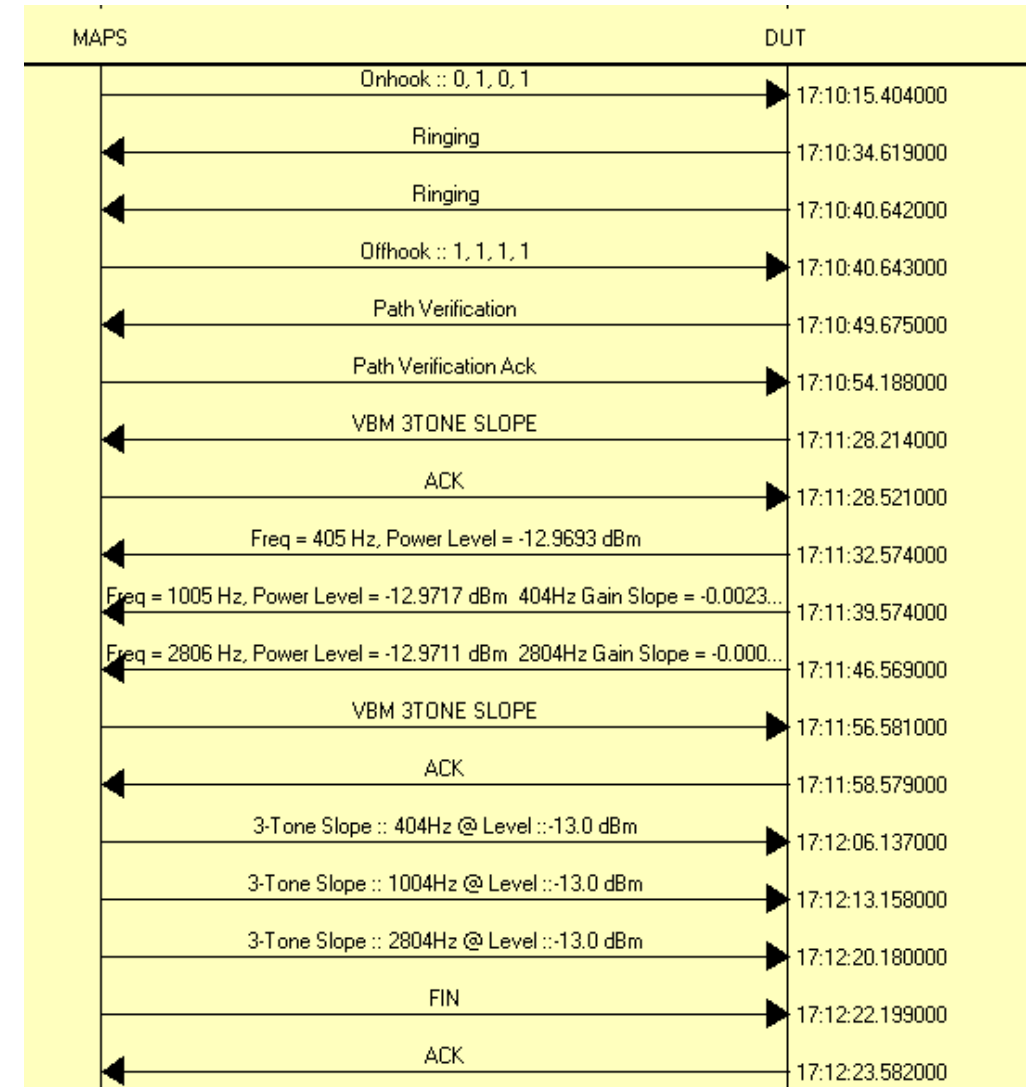 MAPS DUT
Onhook :: 0, 1, 0, 1
17:10:15.404000
Ringing
17:10:34.619000
Ringing
17:10:40.642000
Offhook :: 1, 1, 1, 1
17:10:40.643000
Path Verification
17:10:49.675000
Path Verification Ack
17:10:54.188000
VBM 3TONE SLOPE
17:11:28.214000
ACK
17:11:28.521000
Freq = 405 Hz, Power Level = -12.9693 dBm
17:11:32.574000
Freq = 1005 Hz, Power Level = -12.9717 dBm 404Hz Gain Slope = -0.0023...
17:11:39.574000
Freq = 2806 Hz, Power Level = -12.9711 dBm 2804Hz Gain Slope = -0.000...
17:11:46.569000
VBM 3TONE SLOPE
17:11:56.581000
ACK
17:11:58.579000
3-Tone Slope :: 404Hz @ Level ::-13.0 dBm
17:12:06.137000
3-Tone Slope :: 1004Hz @ Level ::-13.0 dBm
17:12:13.158000
3-Tone Slope :: 2804Hz @ Level ::-13.0 dBm
17:12:20.180000
FIN
17:12:22.199000
ACK
17:12:23.582000